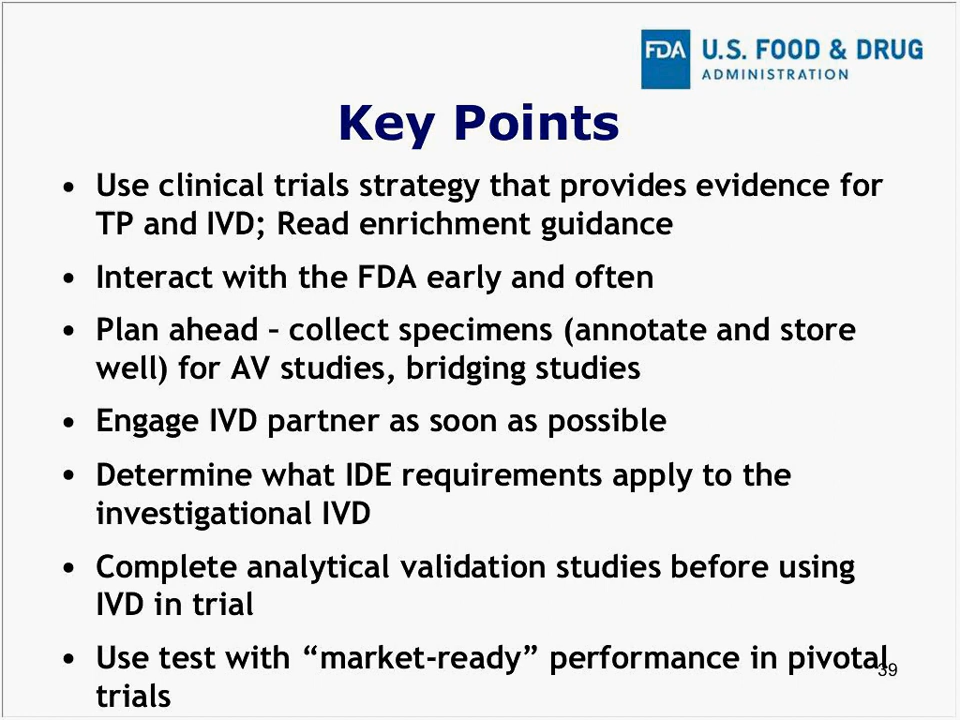 FDA U.S. FOOD & DRUG
ADMINISTRATION
Key Points
• Use clinical trials strategy that provides evidence for
TP and IVD; Read enrichment guidance
• Interact with the FDA early and often
• Plan ahead – collect specimens (annotate and store
well) for AV studies, bridging studies
• Engage IVD partner as soon as possible
• Determine what IDE requirements apply to the
investigational IVD
• Complete analytical validation studies before using
IVD in trial
• Use test with “market-ready” performance in pivotal
trials
39